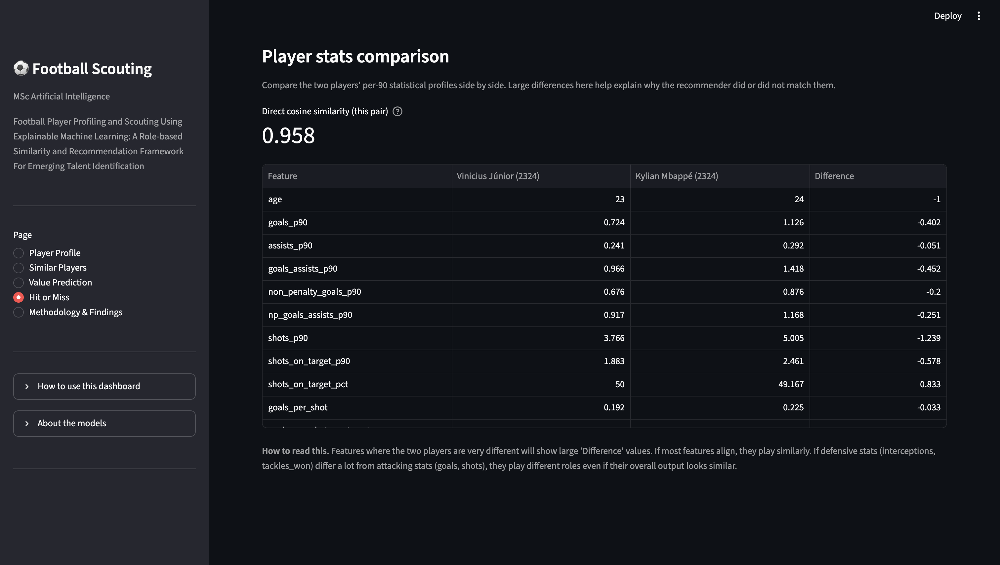 Deploy
⚽ Football Scouting
MSc Artificial Intelligence
Football Player Profiling and Scouting Using
Explainable Machine Learning: A Role-based
Similarity and Recommendation Framework
For Emerging Talent Identification
Page
Player Profile
Similar Players
Value Prediction
Hit or Miss
Methodology & Findings
How to use this dashboard
About the models
Player stats comparison
Compare the two players' per-90 statistical profiles side by side. Large differences here help explain why the recommender did or did not match them.
Direct cosine similarity (this pair) ?
0.958
Feature Vinicius Júnior (2324) Kylian Mbappé (2324) Difference
age 23 24 -1
goals_p90 0.724 1.126 -0.402
assists_p90 0.241 0.292 -0.051
goals_assists_p90 0.966 1.418 -0.452
non_penalty_goals_p90 0.676 0.876 -0.2
np_goals_assists_p90 0.917 1.168 -0.251
shots_p90 3.766 5.005 -1.239
shots_on_target_p90 1.883 2.461 -0.578
shots_on_target_pct 50 49.167 0.833
goals_per_shot 0.192 0.225 -0.033
How to read this. Features where the two players are very different will show large 'Difference' values. If most features align, they play similarly. If defensive stats (interceptions,
tackles_won) differ a lot from attacking stats (goals, shots), they play different roles even if their overall output looks similar.